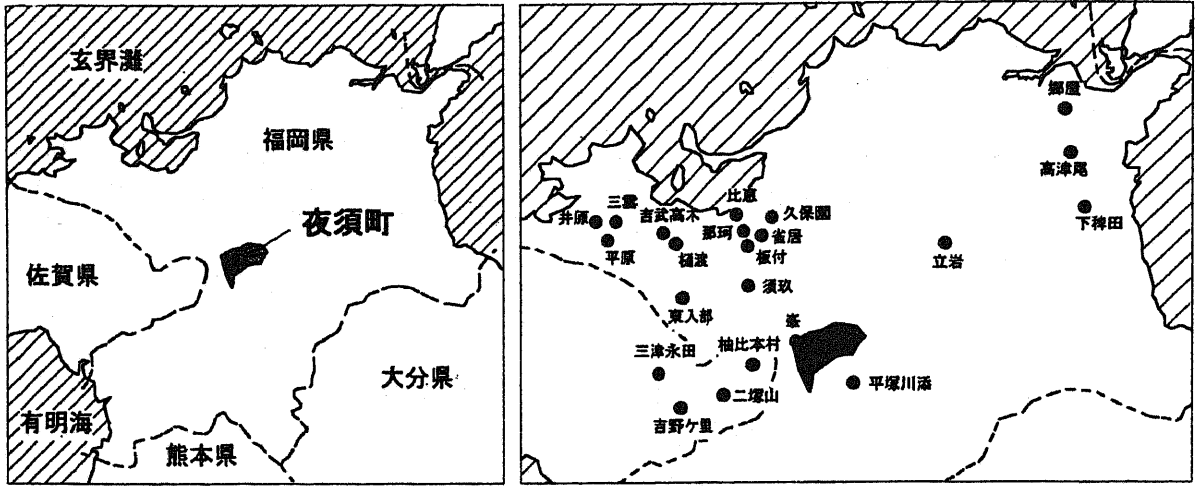 玄界灘
福岡県
夜須町
佐賀県
大分県
有明海
熊本県
郷屋
高津尾
下稗田
三雲
井原
平原
吉武高木
樋渡
比恵
久保園
那珂
雀居
板付
須玖
立岩
東入部
峯
三津永田
柚比本村
平塚川添
二塚山
吉野ケ里